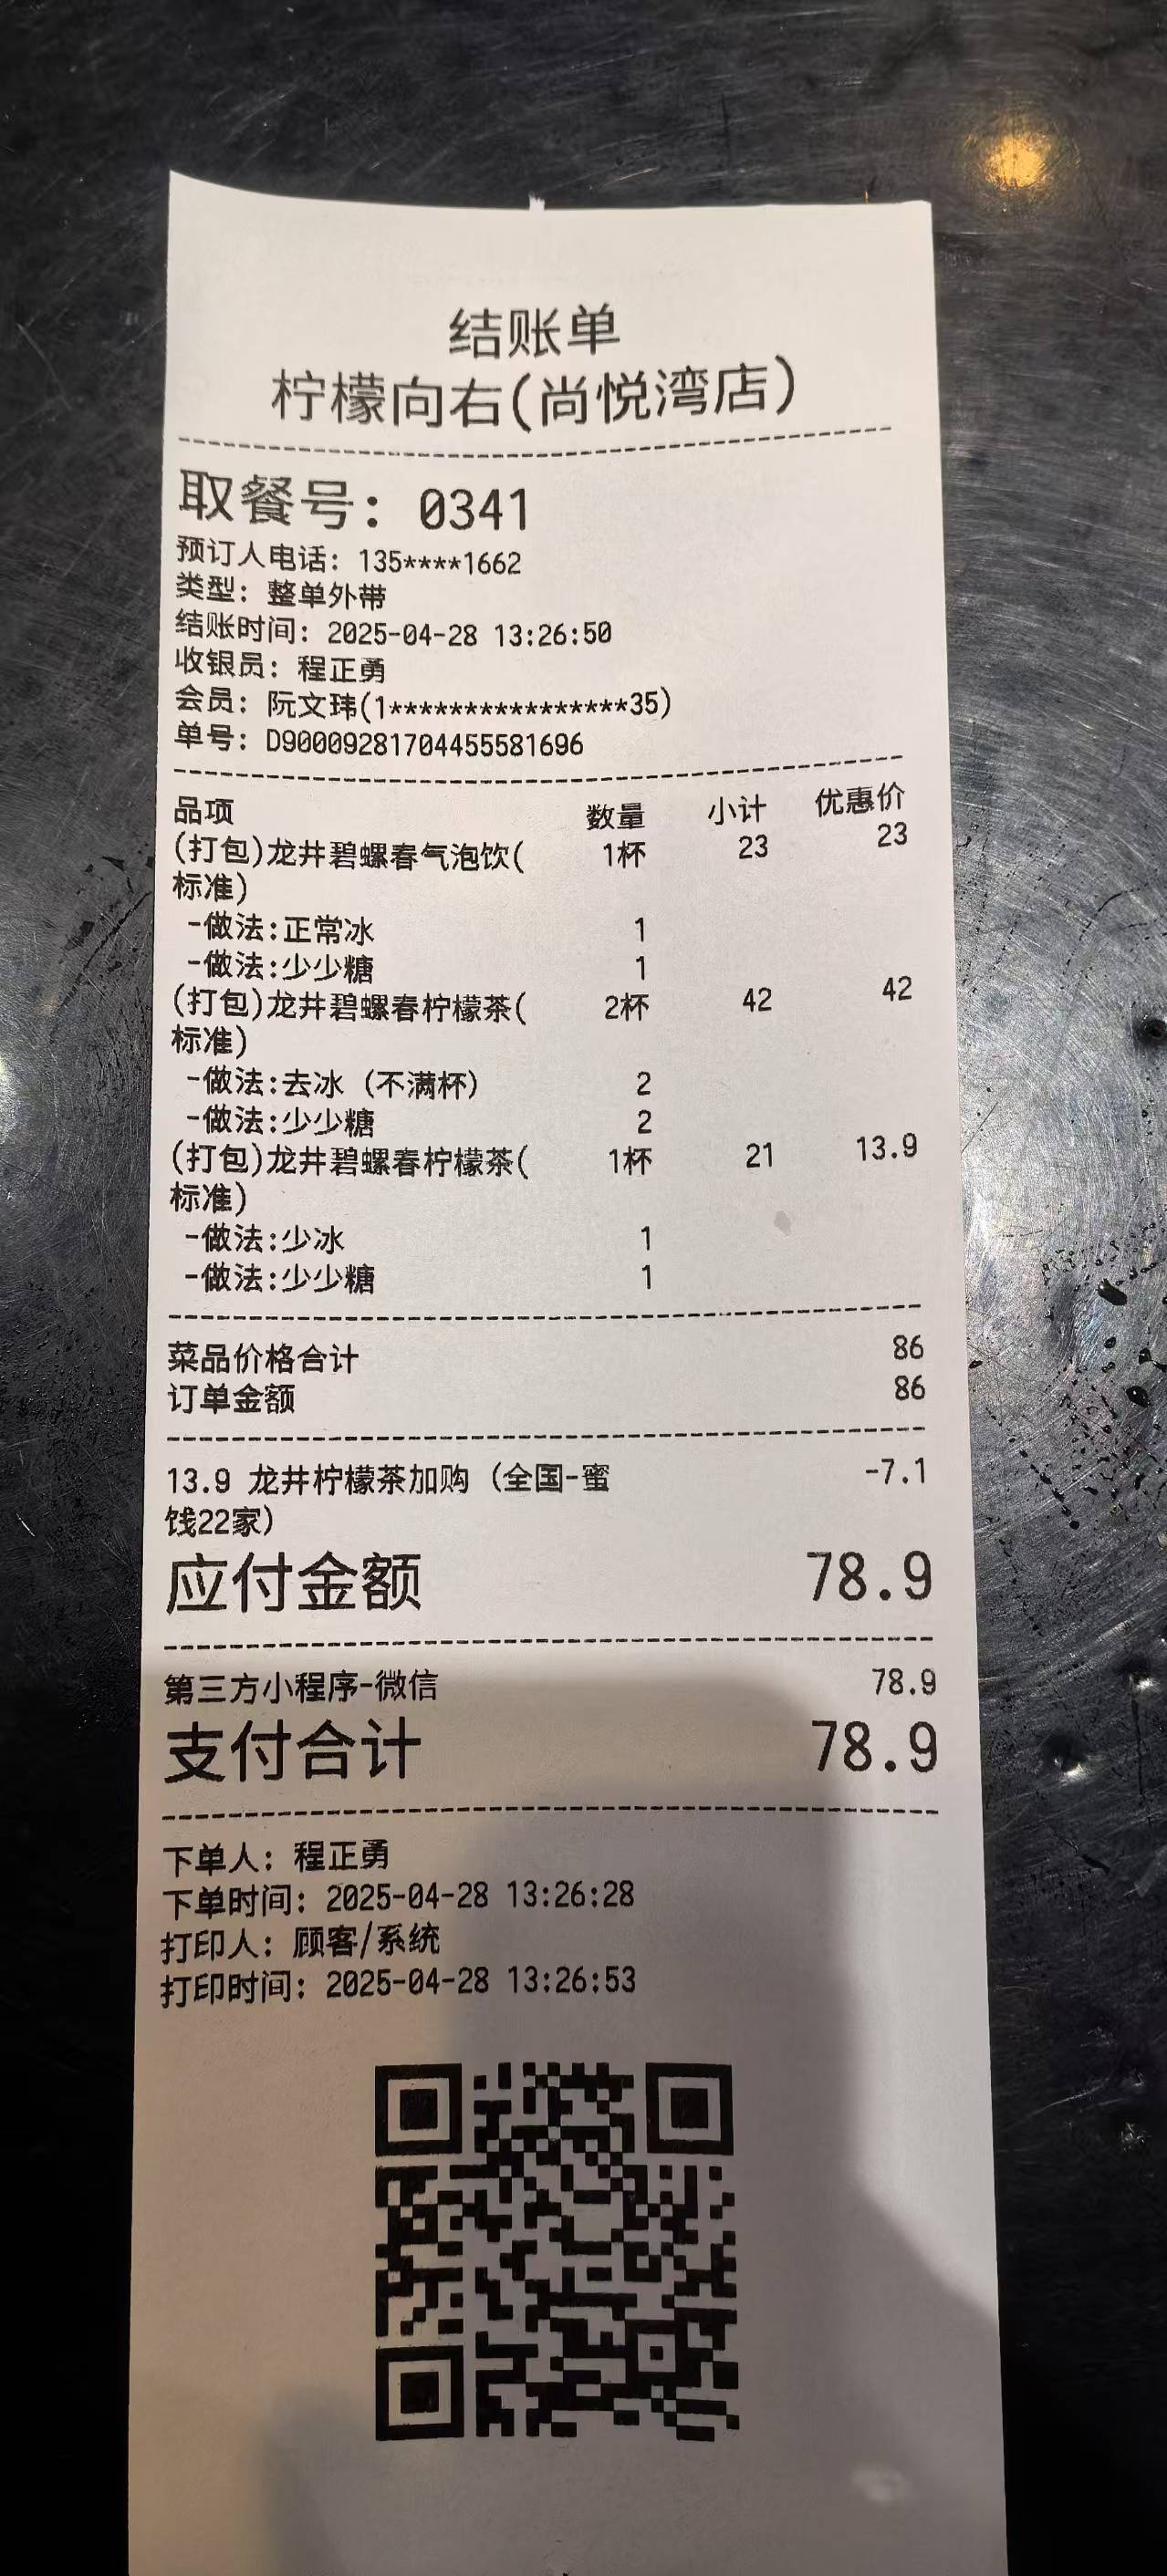 结账单
柠檬向右(尚悦湾店)
取餐号: 0341
预订人电话: 135****1662
类型: 整单外带
结账时间: 2025-04-28 13:26:50
收银员: 程正勇
会员: 阮文玮(1****************35)
单号: D90009281704455581696
品项 数量 小计 优惠价
(打包)龙井碧螺春气泡饮( 1杯 23 23
标准)
-做法:正常冰 1
-做法:少少糖 1
(打包)龙井碧螺春柠檬茶( 2杯 42 42
标准)
-做法:去冰 (不满杯) 2
-做法:少少糖 2
(打包)龙井碧螺春柠檬茶( 1杯 21 13.9
标准)
-做法:少冰 1
-做法:少少糖 1
菜品价格合计 86
订单金额 86
13.9 龙井柠檬茶加购 (全国-蜜 -7.1
饯22家)
应付金额 78.9
第三方小程序-微信 78.9
支付合计 78.9
下单人: 程正勇
下单时间: 2025-04-28 13:26:28
打印人: 顾客/系统
打印时间: 2025-04-28 13:26:53